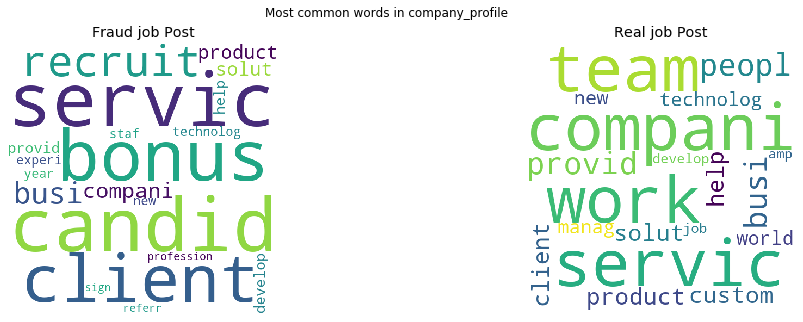 Most common words in company_profile
Fraud job Post
recruit
product
solut
servic
help
staf
technolog
provid
bonus
experi
year
busi
compani
new
candid
profession
client
sign
develop
referr
Real job Post
team
peopl
new
technolog
compani
provid
develop
help
amp
work
busi
manag
solut
job
world
client
servic
product
custom